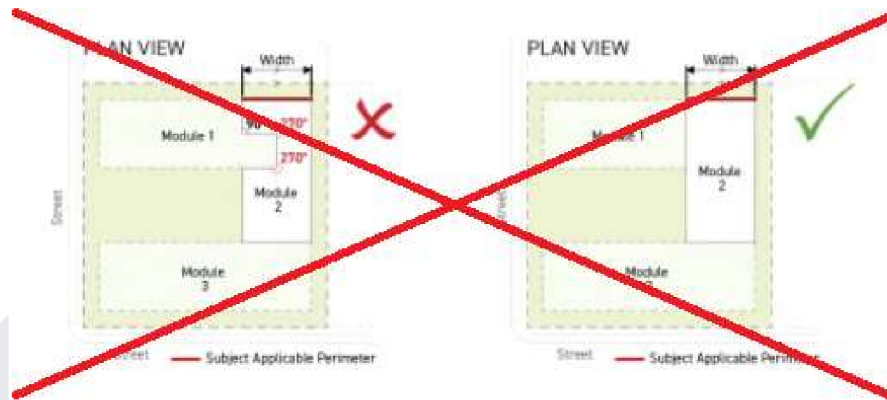 PLAN VIEW
Width
Module 1
90°
270°
270°
Module
2
Module
3
Street
Street
Subject Applicable Perimeter
PLAN VIEW
Width
Module 1
Module
2
Module
Street
Street
Subject Applicable Perimeter